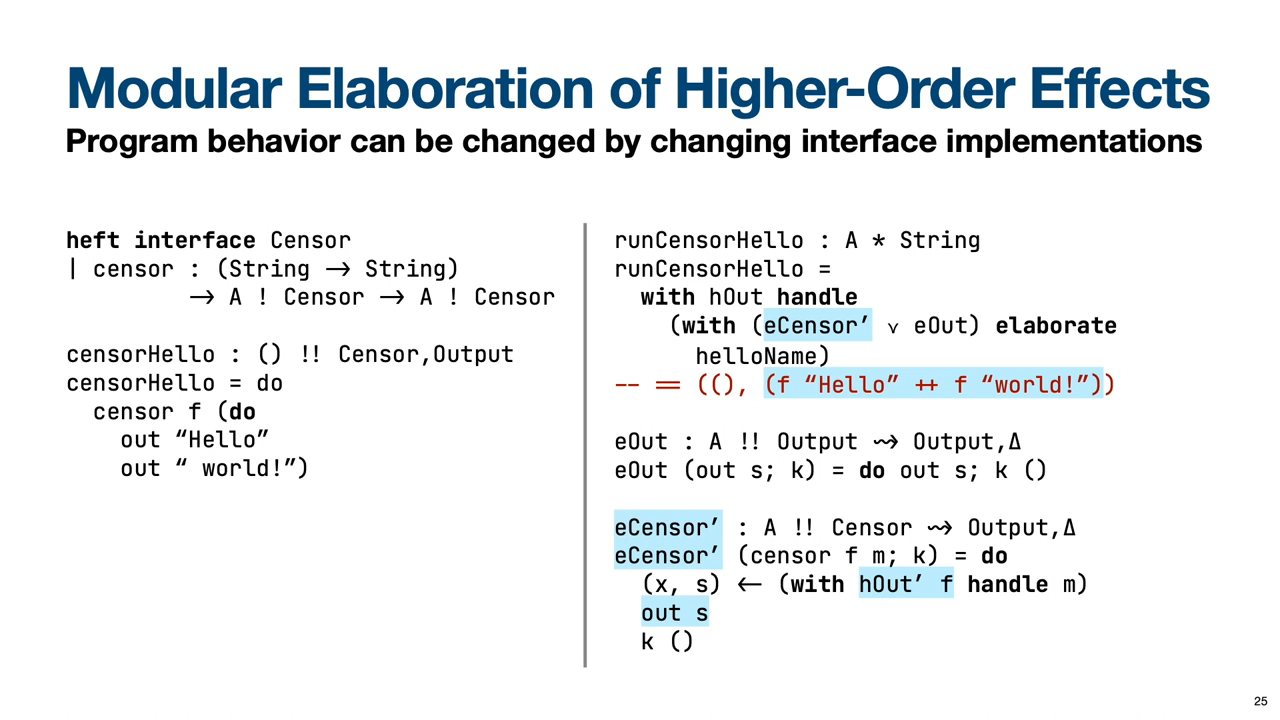 Modular Elaboration of Higher-Order Effects
Program behavior can be changed by changing interface implementations
heft interface Censor
| censor : (String → String)
→ A ! Censor → A ! Censor
censorHello : () !! Censor,Output
censorHello = do
censor f (do
out “Hello”
out “ world!”)
runCensorHello : A * String
runCensorHello =
with hOut handle
(with (eCensor’ ∨ eOut) elaborate
helloName)
-- == ((), (f “Hello” ++ f “world!”))
eOut : A !! Output ⇝ Output,Δ
eOut (out s; k) = do out s; k ()
eCensor’ : A !! Censor ⇝ Output,Δ
eCensor’ (censor f m; k) = do
(x, s) ← (with hOut’ f handle m)
out s
k ()
25